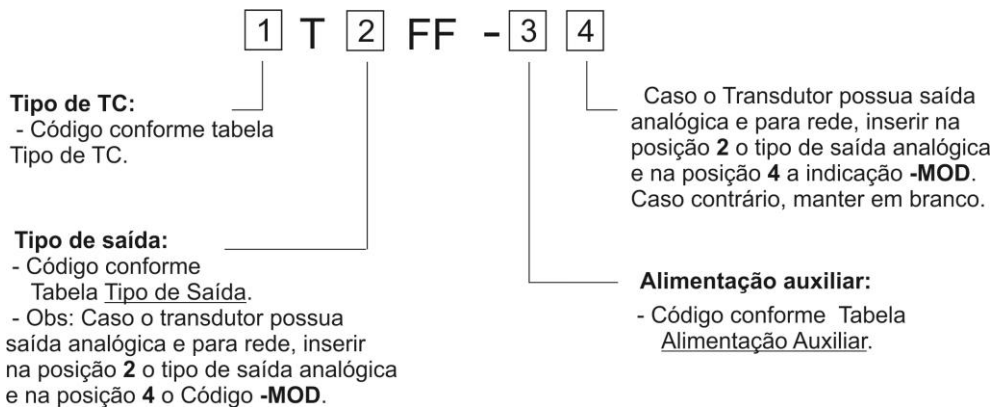 1 T 2 FF - 3 4
Tipo de TC:
- Código conforme tabela
Tipo de TC.
Tipo de saída:
- Código conforme
Tabela Tipo de Saída.
- Obs: Caso o transdutor possua
saída analógica e para rede, inserir
na posição 2 o tipo de saída analógica
e na posição 4 o Código -MOD.
Caso o Transdutor possua saída
analógica e para rede, inserir na
posição 2 o tipo de saída analógica
e na posição 4 a indicação -MOD.
Caso contrário, manter em branco.
Alimentação auxiliar:
- Código conforme Tabela
Alimentação Auxiliar.